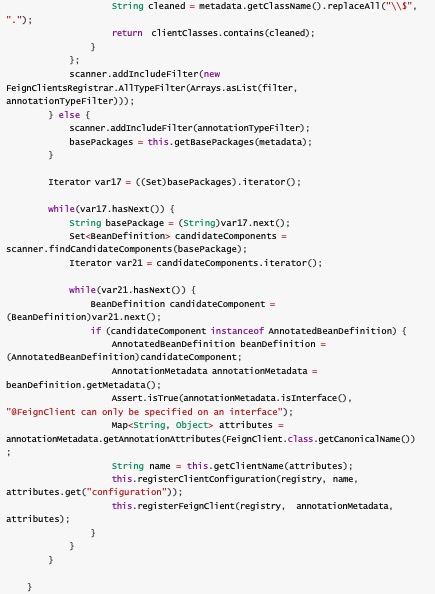 String cleaned = metadata.getClassName().replaceAll("\\$",
".");
return clientClasses.contains(cleaned);
}
};
scanner.addIncludeFilter(new
FeignClientsRegistrar.AllTypeFilter(Arrays.asList(filter,
annotationTypeFilter)));
} else {
scanner.addIncludeFilter(annotationTypeFilter);
basePackages = this.getBasePackages(metadata);
}
Iterator var17 = ((Set)basePackages).iterator();
while(var17.hasNext()) {
String basePackage = (String)var17.next();
Set<BeanDefinition> candidateComponents =
scanner.findCandidateComponents(basePackage);
Iterator var21 = candidateComponents.iterator();
while(var21.hasNext()) {
BeanDefinition candidateComponent =
(BeanDefinition)var21.next();
if (candidateComponent instanceof AnnotatedBeanDefinition) {
AnnotatedBeanDefinition beanDefinition =
(AnnotatedBeanDefinition)candidateComponent;
AnnotationMetadata annotationMetadata =
beanDefinition.getMetadata();
Assert.isTrue(annotationMetadata.isInterface(),
"@FeignClient can only be specified on an interface");
Map<String, Object> attributes =
annotationMetadata.getAnnotationAttributes(FeignClient.class.getCanonicalName())
;
String name = this.getClientName(attributes);
this.registerClientConfiguration(registry, name,
attributes.get("configuration"));
this.registerFeignClient(registry, annotationMetadata,
attributes);
}
}
}
}